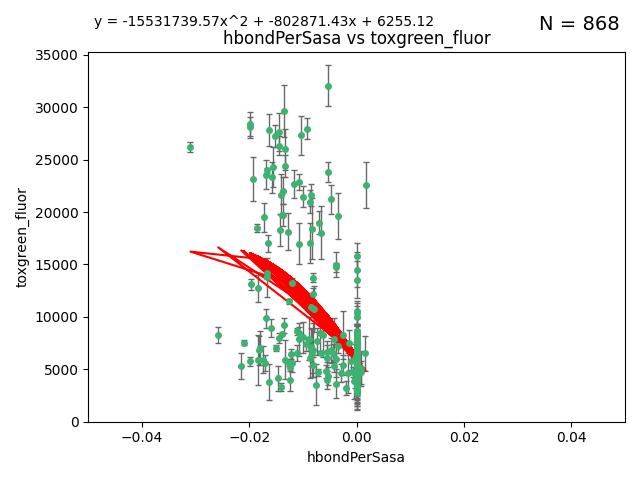 y = -15531739.57x^2 + -802871.43x + 6255.12
N = 868
hbondPerSasa vs toxgreen_fluor
toxgreen_fluor
35000
30000
25000
20000
15000
10000
5000
0
−0.04
−0.02
0.00
0.02
0.04
hbondPerSasa